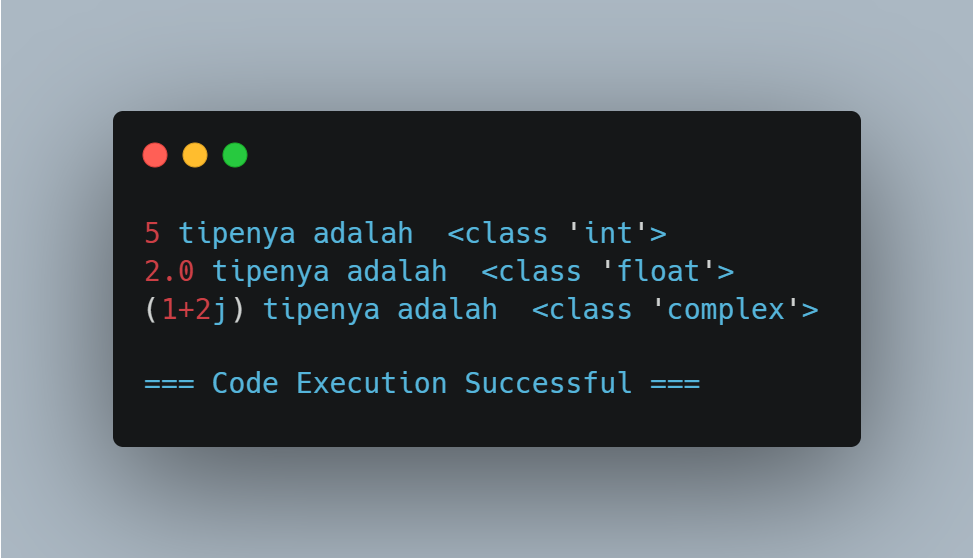 5 tipenya adalah  <class 'int'>
2.0 tipenya adalah  <class 'float'>
(1+2j) tipenya adalah  <class 'complex'>
=== Code Execution Successful ===